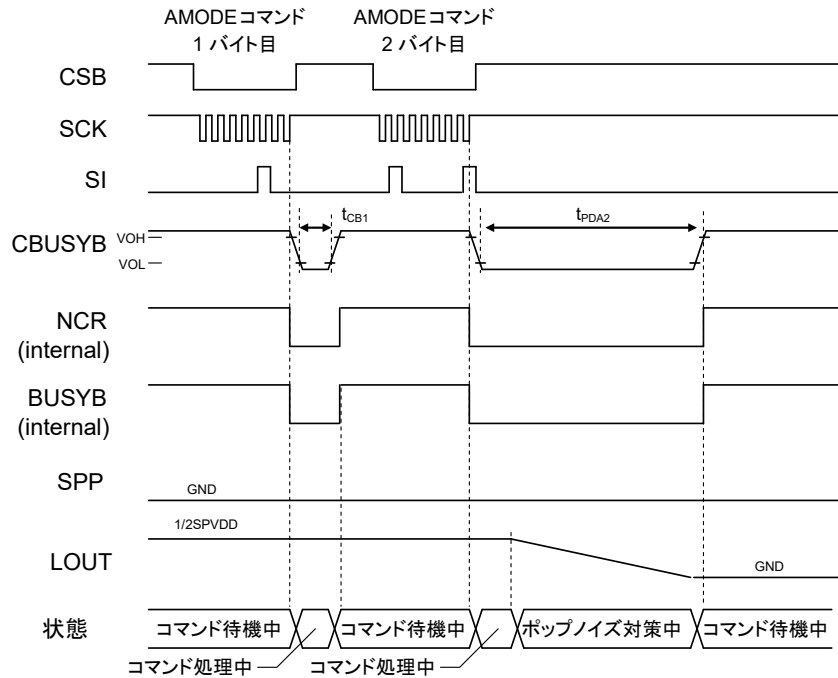 AMODEコマンド
1 バイト目
AMODEコマンド
2 バイト目
CSB
SCK
SI
tCB1
tPDA2
CBUSYB
VOH
VOL
NCR
(internal)
BUSYB
(internal)
SPP
GND
1/2SPVDD
LOUT
GND
状態
コマンド待機中
コマンド待機中
ポップノイズ対策中
コマンド待機中
コマンド処理中
コマンド処理中